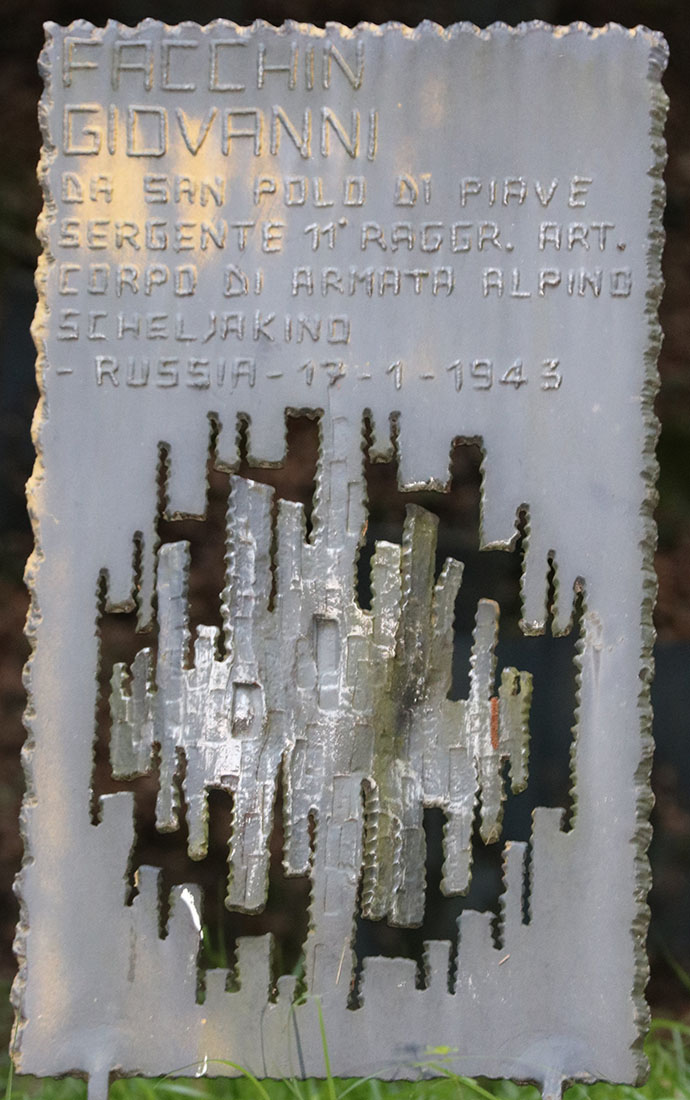 FACCHIN
GIOVANNI
DA SAN POLO DI PIAVE
SERGENTE 11° RAGGR. ART.
CORPO DI ARMATA ALPINO
SCHELJAKINO
- RUSSIA - 17 - 1 - 1943